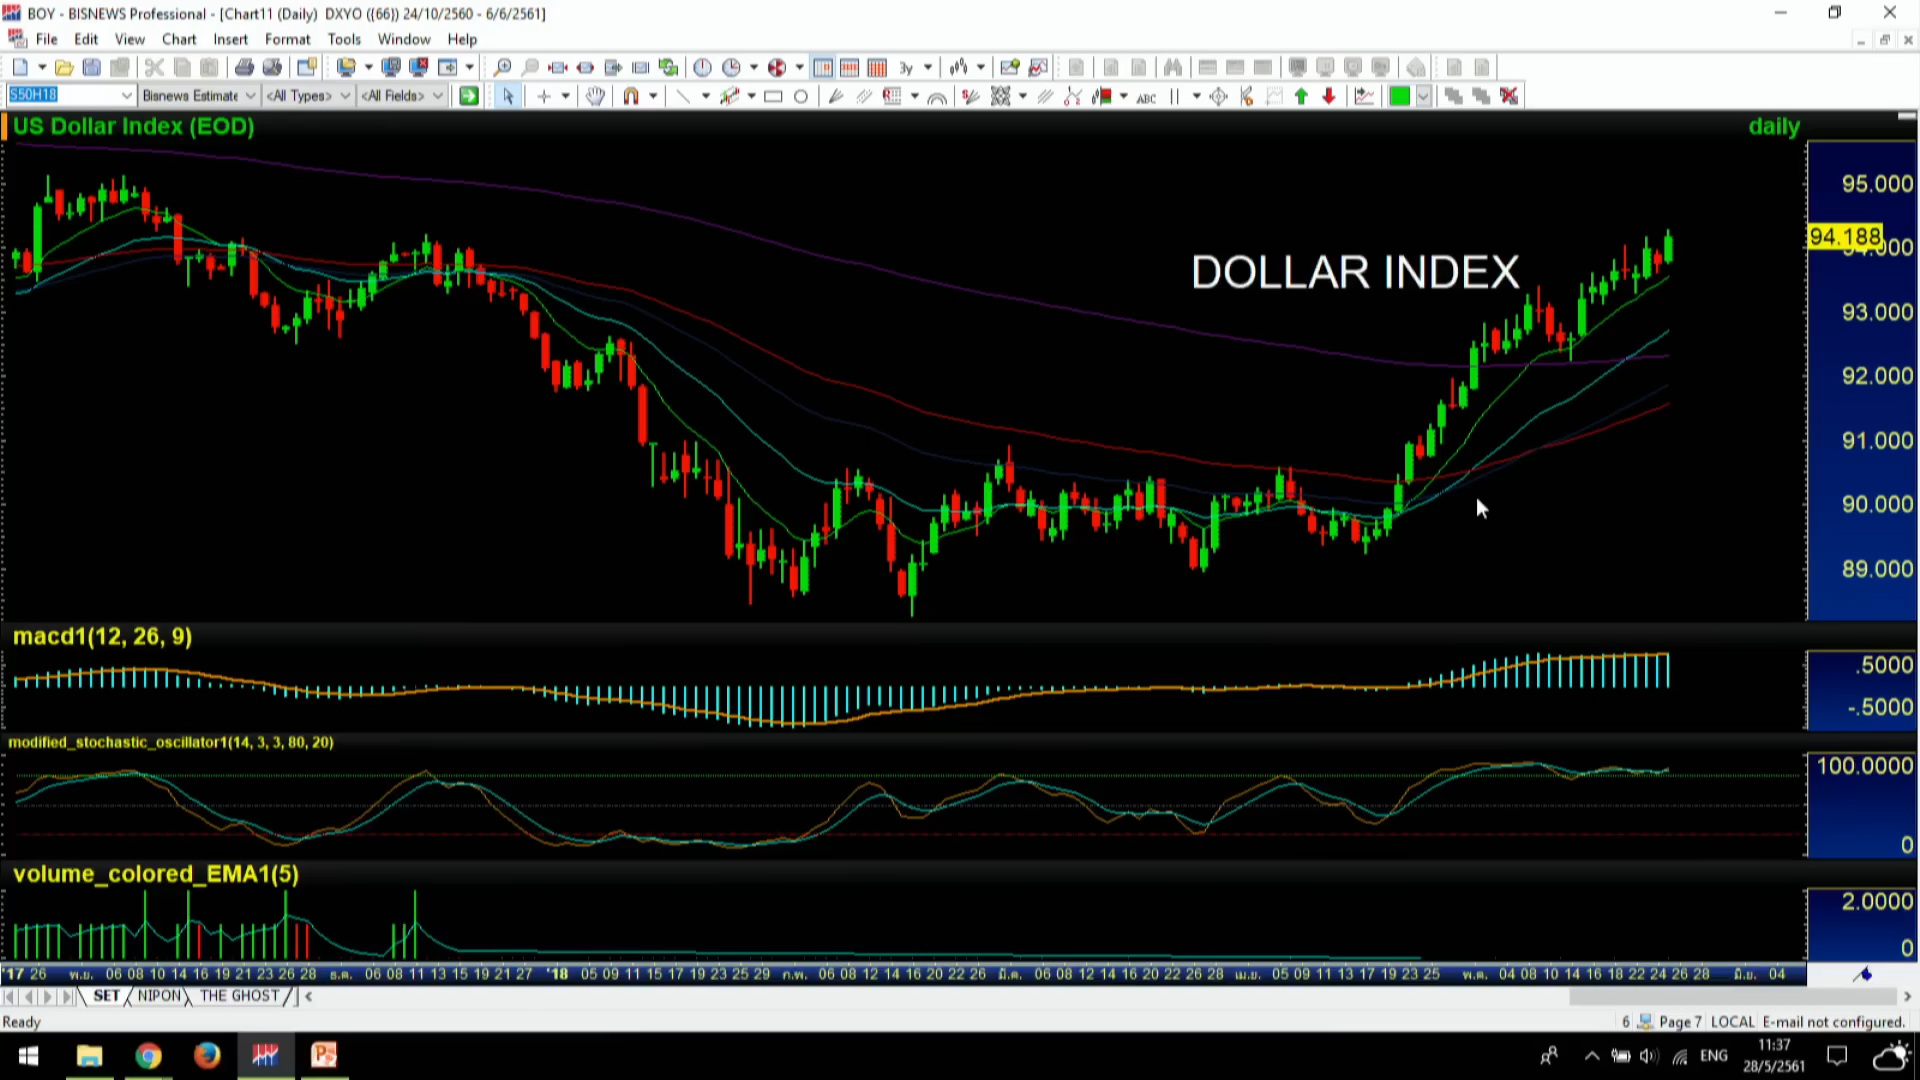 BOY - BISNEWS Professional - [Chart11 (Daily)  DXYO ({66}) 24/10/2560 - 6/6/2561]
File Edit View Chart Insert Format Tools Window Help
3y
S50H18 Bisnews Estimate <All Types> <All Fields> ABC
US Dollar Index (EOD) daily
95.000
94.188
DOLLAR INDEX
93.000
92.000
91.000
90.000
89.000
macd1(12, 26, 9)
.5000
-.5000
modified_stochastic_oscillator1(14, 3, 3, 80, 20)
100.0000
0
volume_colored_EMA1(5)
2.0000
0
'17 26 พ.ย. 06 08 10 14 16 19 21 23 26 28 ธ.ค. 06 08 11 13 15 19 21 27 '18 05 09 11 15 17 19 23 25 29 ก.พ. 06 08 12 14 16 20 22 26 มี.ค. 06 08 12 14 16 20 22 26 28 เม.ย. 05 09 11 13 17 19 23 25 พ.ค. 04 08 10 14 16 18 22 24 26 28 มิ.ย. 04
SET NIPON THE GHOST
Ready 6 Page 7 LOCAL E-mail not configured.
ENG 11:37
28/5/2561